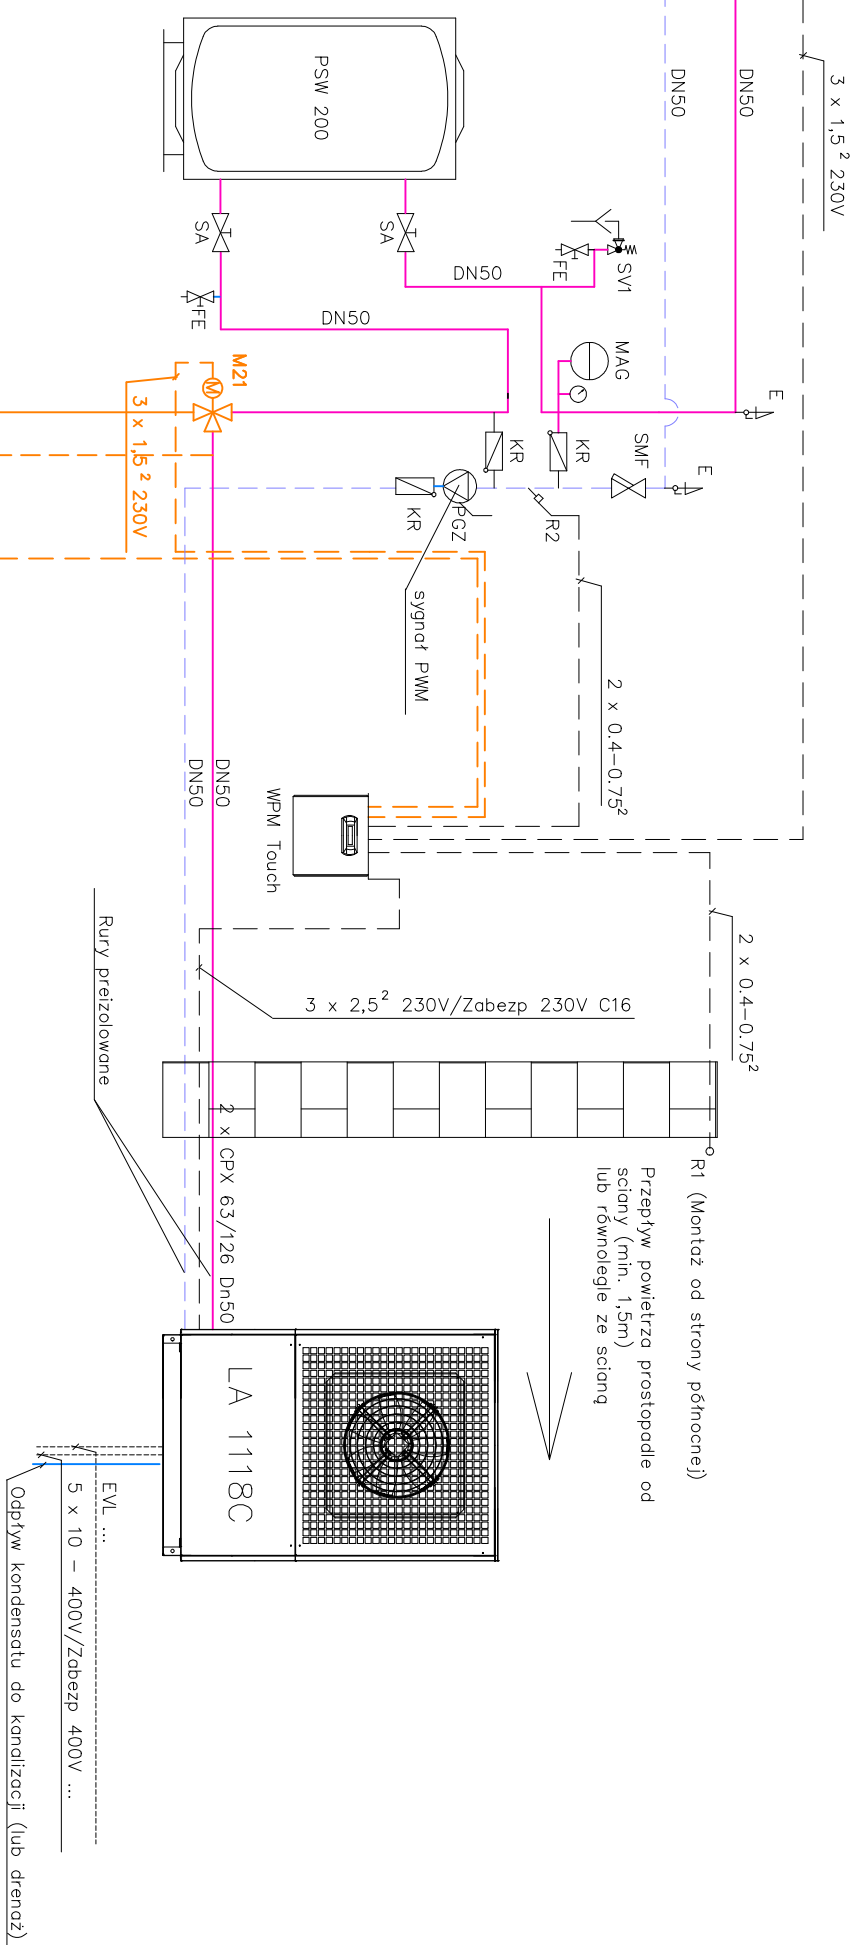 3 x 1,5² 230V
DN50
DN50
PSW 200
SA
SA
FE
FE
SV1
DN50
DN50
MAG
M21
3 x 1,5² 230V
E
E
KR
KR
KR
SMF
PGZ
R2
sygnał PWM
2 x 0.4-0.75²
DN50
DN50
WPM Touch
Rury preizolowane
2 x 0.4-0.75²
3 x 2,5² 230V/Zabezp 230V C16
2 x CPX 63/126 Dn50
R1 (Montaż od strony północnej)
Przepływ powietrza prostopadle od
sciany (min. 1,5m)
lub równolegle ze scianą
LA 1118C
EVL ...
5 x 10 - 400V/Zabezp 400V ...
Odpływ kondensatu do kanalizacji (lub drenaż)